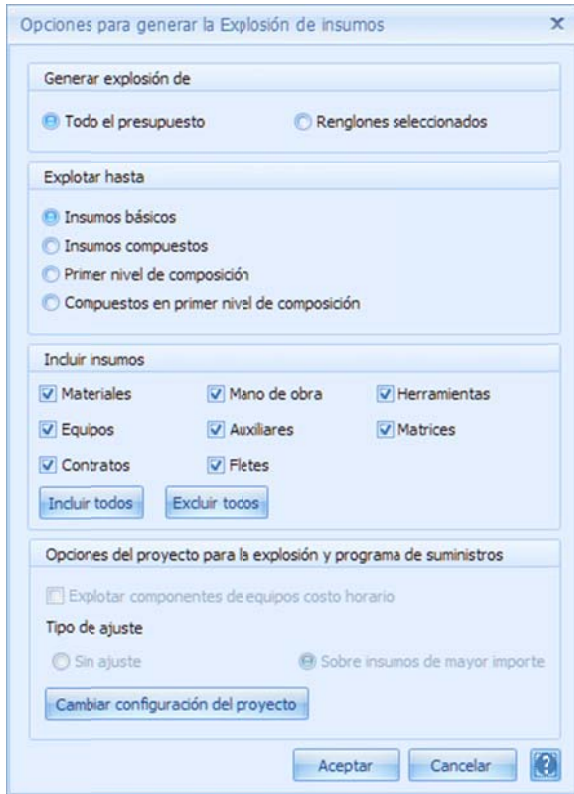 Opciones para generar la Explosión de insumos
Generar explosión de
Todo el presupuesto Renglones seleccionados
Explotar hasta
Insumos básicos
Insumos compuestos
Primer nivel de composición
Compuestos en primer nivel de composición
Incluir insumos
Materiales Mano de obra Herramientas
Equipos Auxiliares Matrices
Contratos Fletes
Incluir todos Excluir tocos
Opciones del proyecto para la explosión y programa de suministros
Explotar componentes de equipos costo horario
Tipo de ajuste
Sin ajuste Sobre insumos de mayor importe
Cambiar configuración del proyecto
Aceptar Cancelar ?